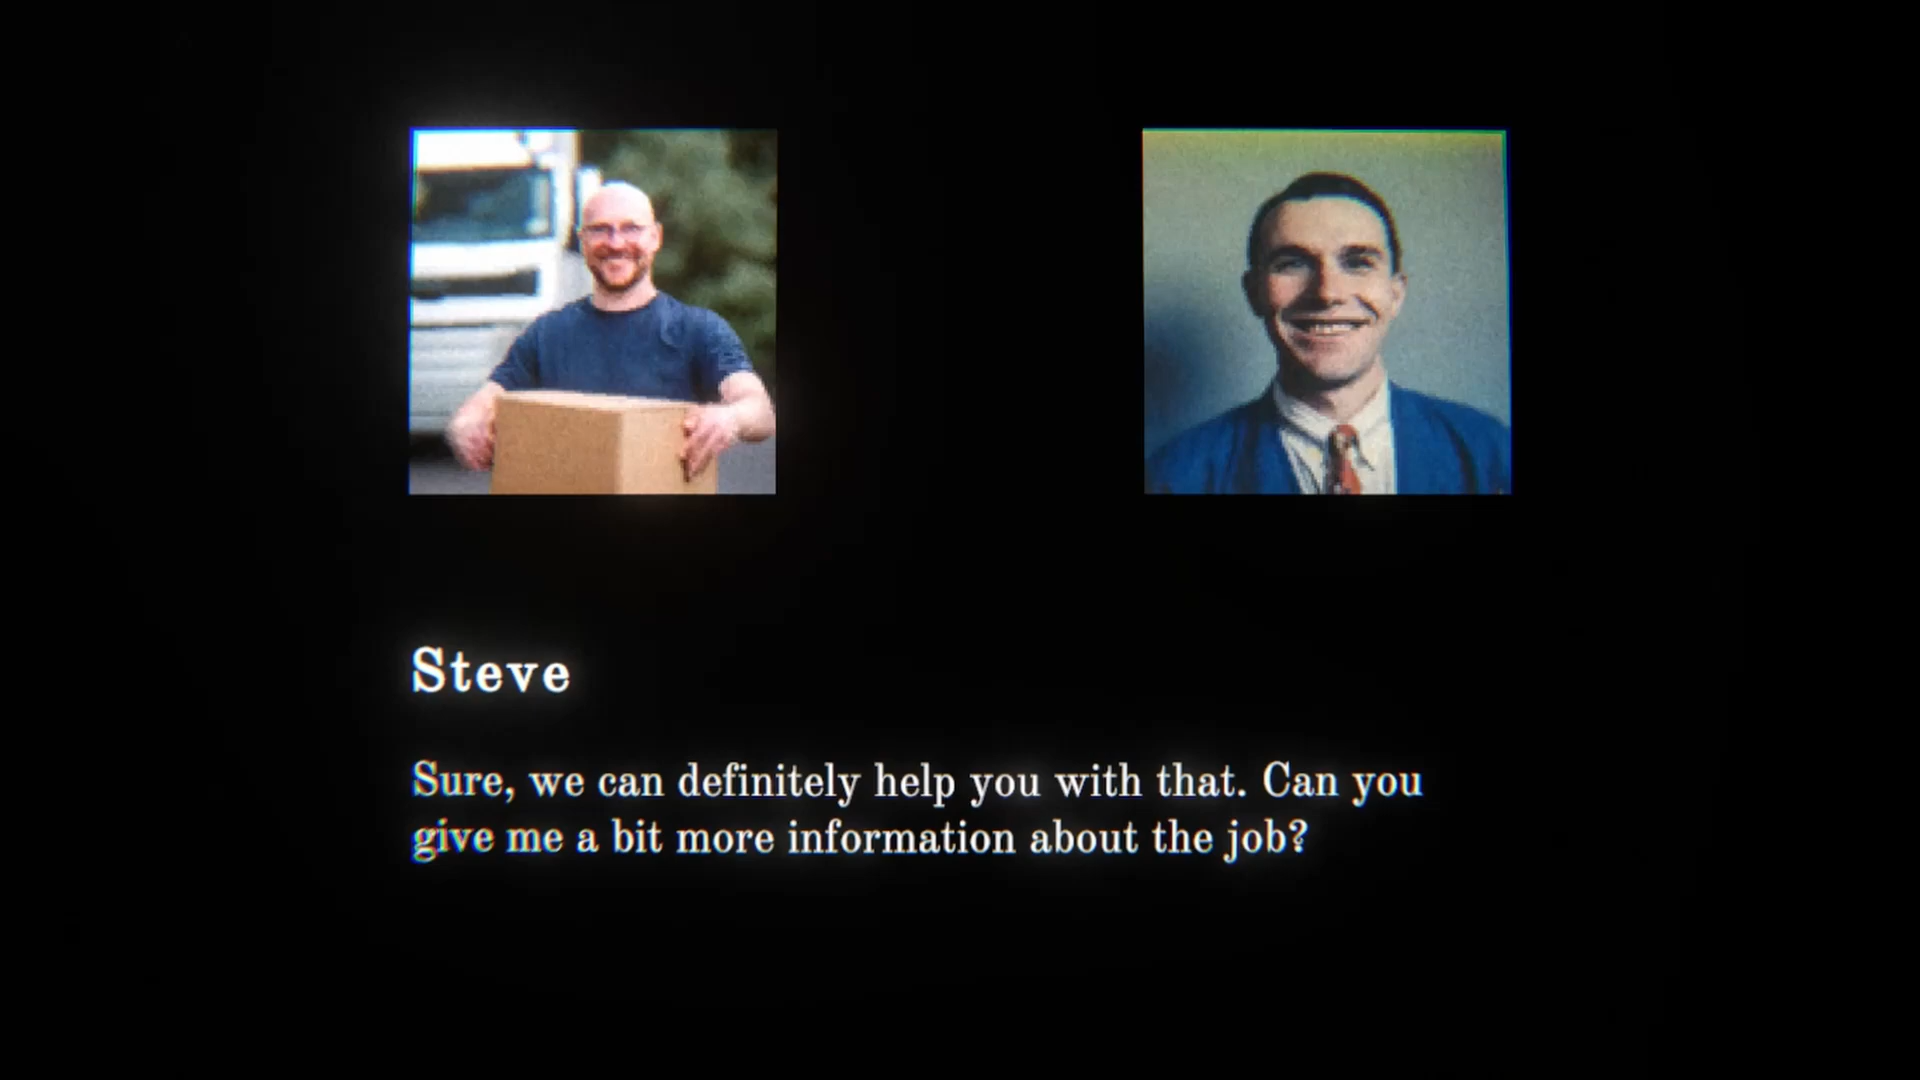 Steve
Sure, we can definitely help you with that. Can you
give me a bit more information about the job?